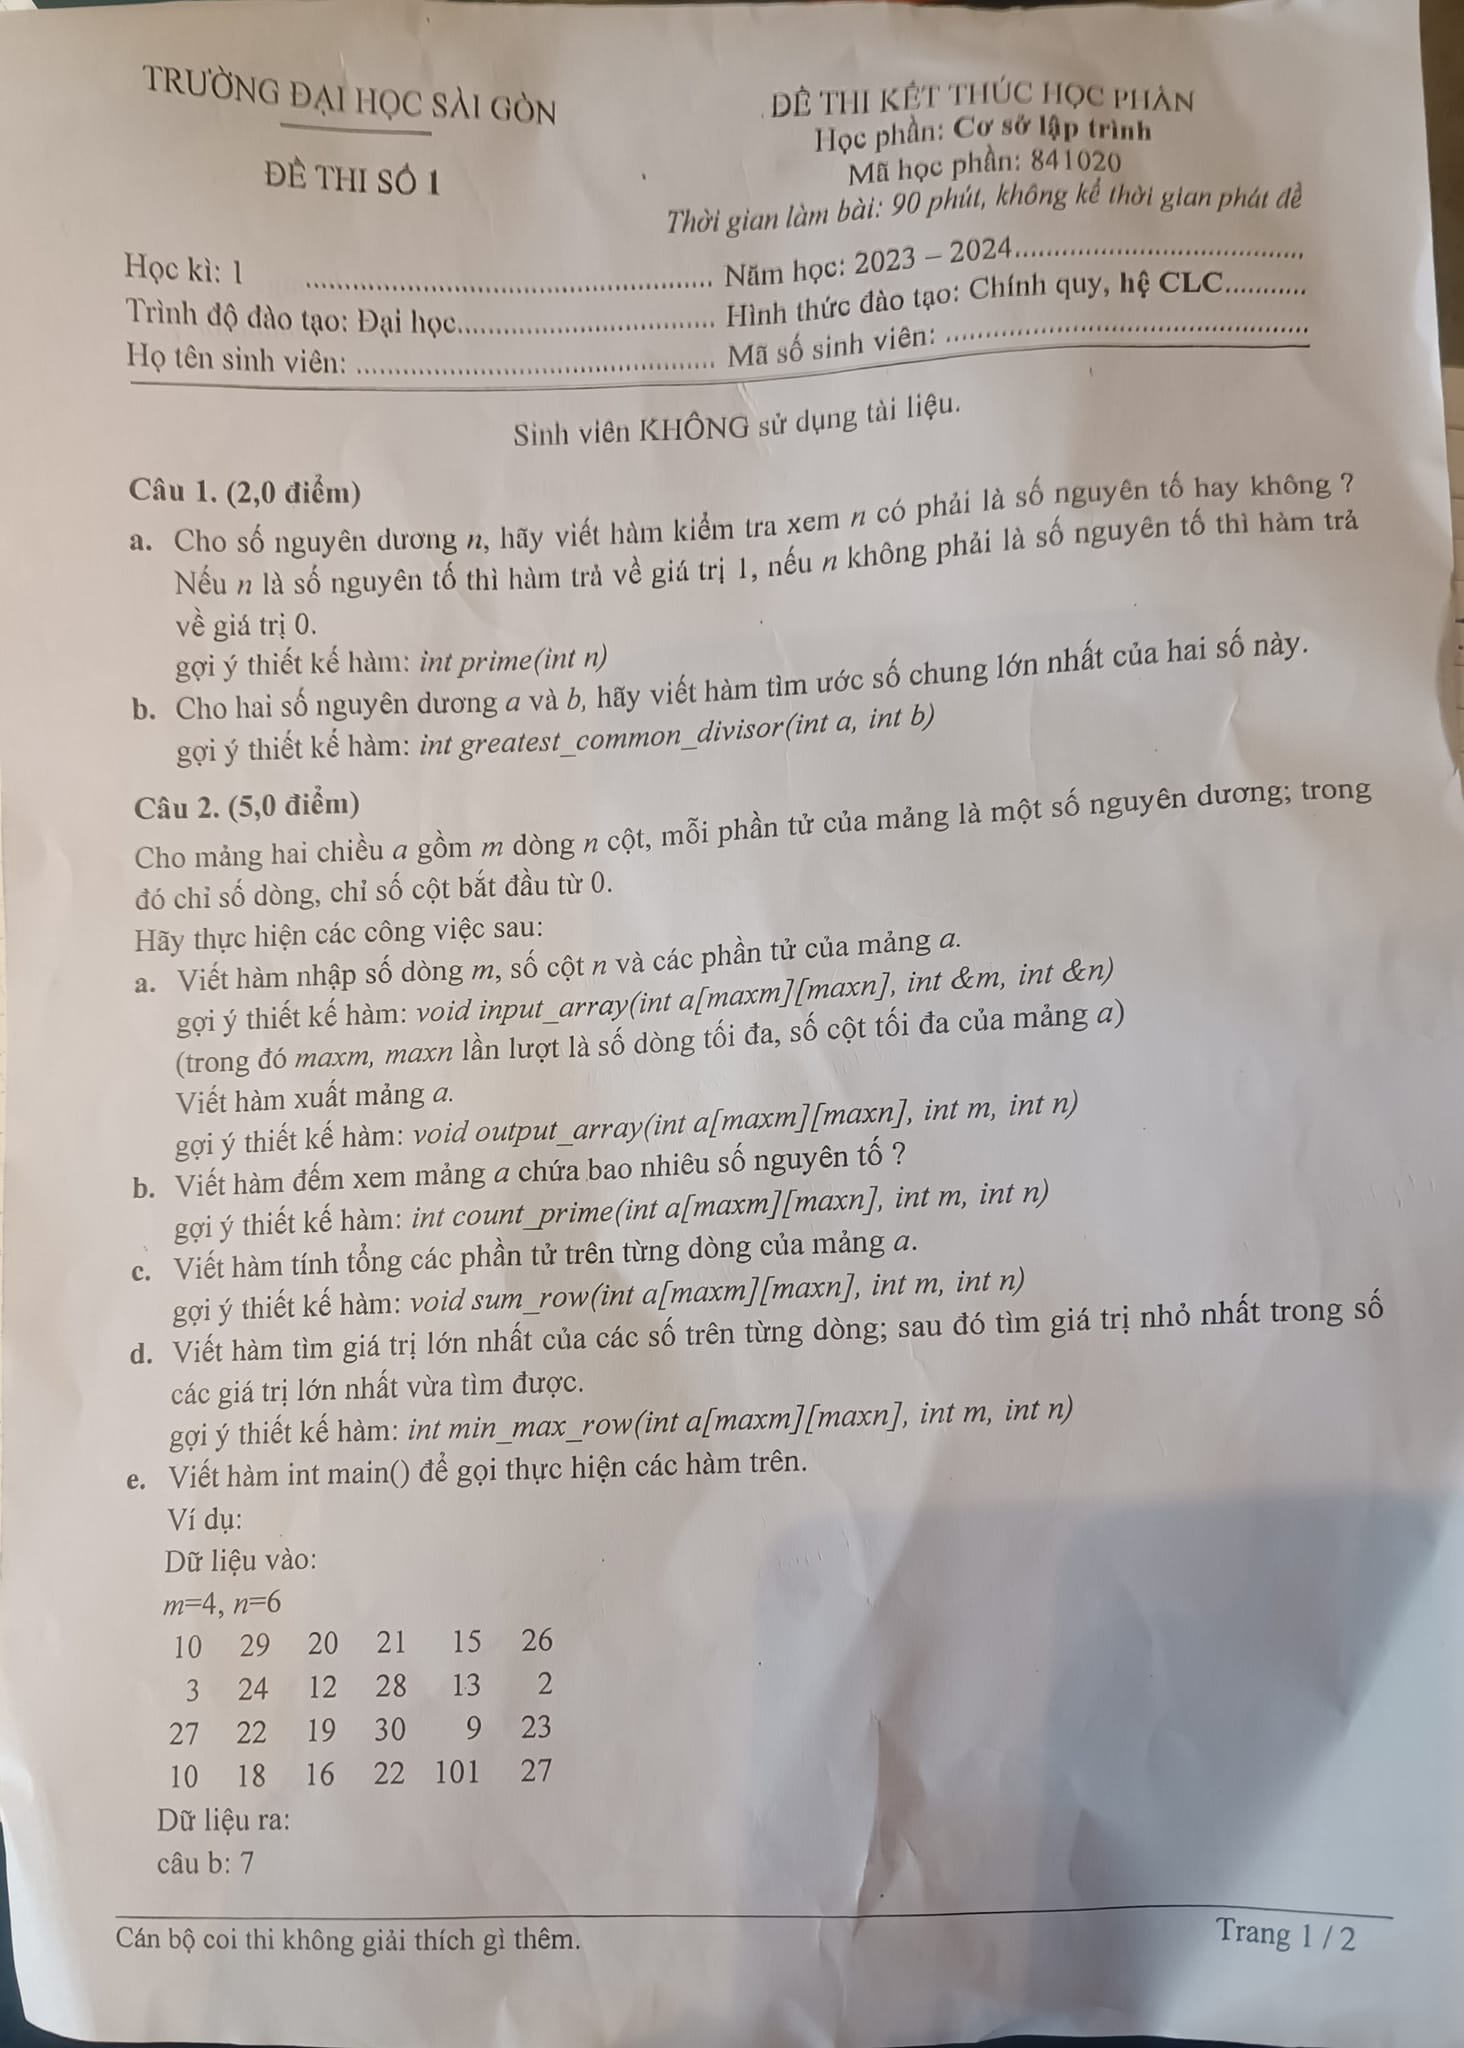 TRƯỜNG ĐẠI HỌC SÀI GÒN
ĐỀ THI SỐ 1
ĐỀ THI KẾT THÚC HỌC PHẦN
Học phần: Cơ sở lập trình
Mã học phần: 841020
Thời gian làm bài: 90 phút, không kể thời gian phát đề
Học kì: 1 ........................................ Năm học: 2023 – 2024........................................
Trình độ đào tạo: Đại học........................................ Hình thức đào tạo: Chính quy, hệ CLC...........
Họ tên sinh viên: ........................................ Mã số sinh viên: ........................................
Sinh viên KHÔNG sử dụng tài liệu.
Câu 1. (2,0 điểm)
a. Cho số nguyên dương n, hãy viết hàm kiểm tra xem n có phải là số nguyên tố hay không ?
Nếu n là số nguyên tố thì hàm trả về giá trị 1, nếu n không phải là số nguyên tố thì hàm trả
về giá trị 0.
gợi ý thiết kế hàm: int prime(int n)
b. Cho hai số nguyên dương a và b, hãy viết hàm tìm ước số chung lớn nhất của hai số này.
gợi ý thiết kế hàm: int greatest_common_divisor(int a, int b)
Câu 2. (5,0 điểm)
Cho mảng hai chiều a gồm m dòng n cột, mỗi phần tử của mảng là một số nguyên dương; trong
đó chỉ số dòng, chỉ số cột bắt đầu từ 0.
Hãy thực hiện các công việc sau:
a. Viết hàm nhập số dòng m, số cột n và các phần tử của mảng a.
gợi ý thiết kế hàm: void input_array(int a[maxm][maxn], int &m, int &n)
(trong đó maxm, maxn lần lượt là số dòng tối đa, số cột tối đa của mảng a)
Viết hàm xuất mảng a.
gợi ý thiết kế hàm: void output_array(int a[maxm][maxn], int m, int n)
b. Viết hàm đếm xem mảng a chứa bao nhiêu số nguyên tố ?
gợi ý thiết kế hàm: int count_prime(int a[maxm][maxn], int m, int n)
c. Viết hàm tính tổng các phần tử trên từng dòng của mảng a.
gợi ý thiết kế hàm: void sum_row(int a[maxm][maxn], int m, int n)
d. Viết hàm tìm giá trị lớn nhất của các số trên từng dòng; sau đó tìm giá trị nhỏ nhất trong số
các giá trị lớn nhất vừa tìm được.
gợi ý thiết kế hàm: int min_max_row(int a[maxm][maxn], int m, int n)
e. Viết hàm int main() để gọi thực hiện các hàm trên.
Ví dụ:
Dữ liệu vào:
m=4, n=6
10 29 20 21 15 26
3 24 12 28 13 2
27 22 19 30 9 23
10 18 16 22 101 27
Dữ liệu ra:
câu b: 7
Cán bộ coi thi không giải thích gì thêm.
Trang 1 / 2